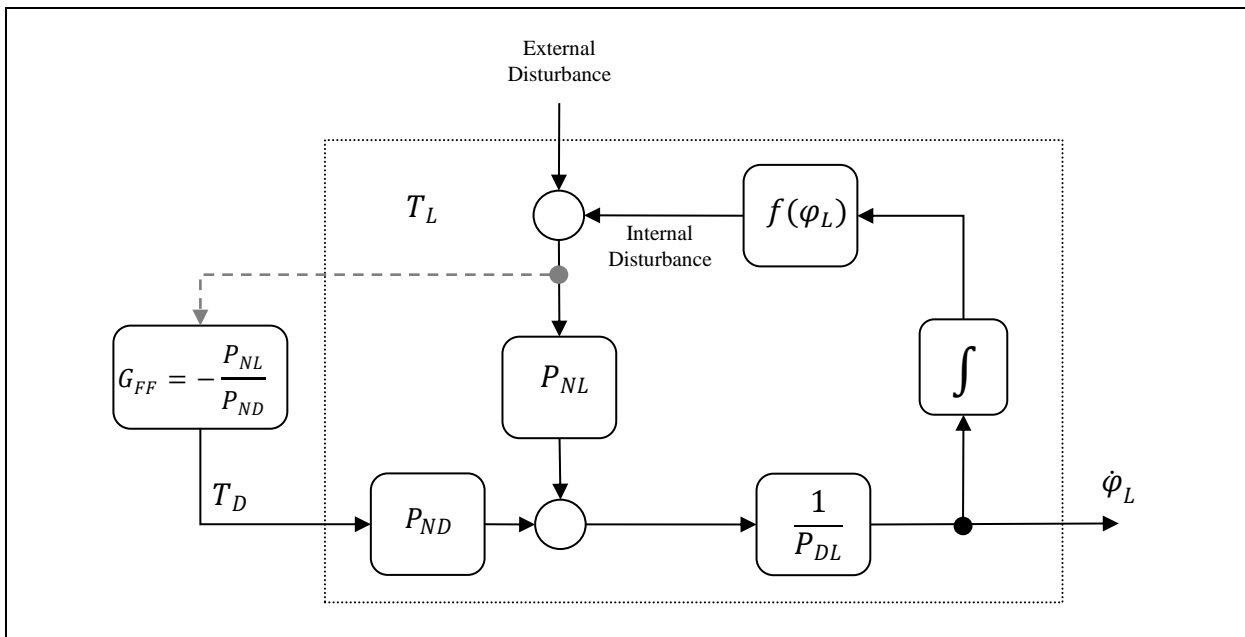 External
Disturbance
T_L
f(φ_L)
Internal
Disturbance
G_FF = − P_NL / P_ND
P_NL
∫
T_D
P_ND
1 / P_DL
φ̇_L